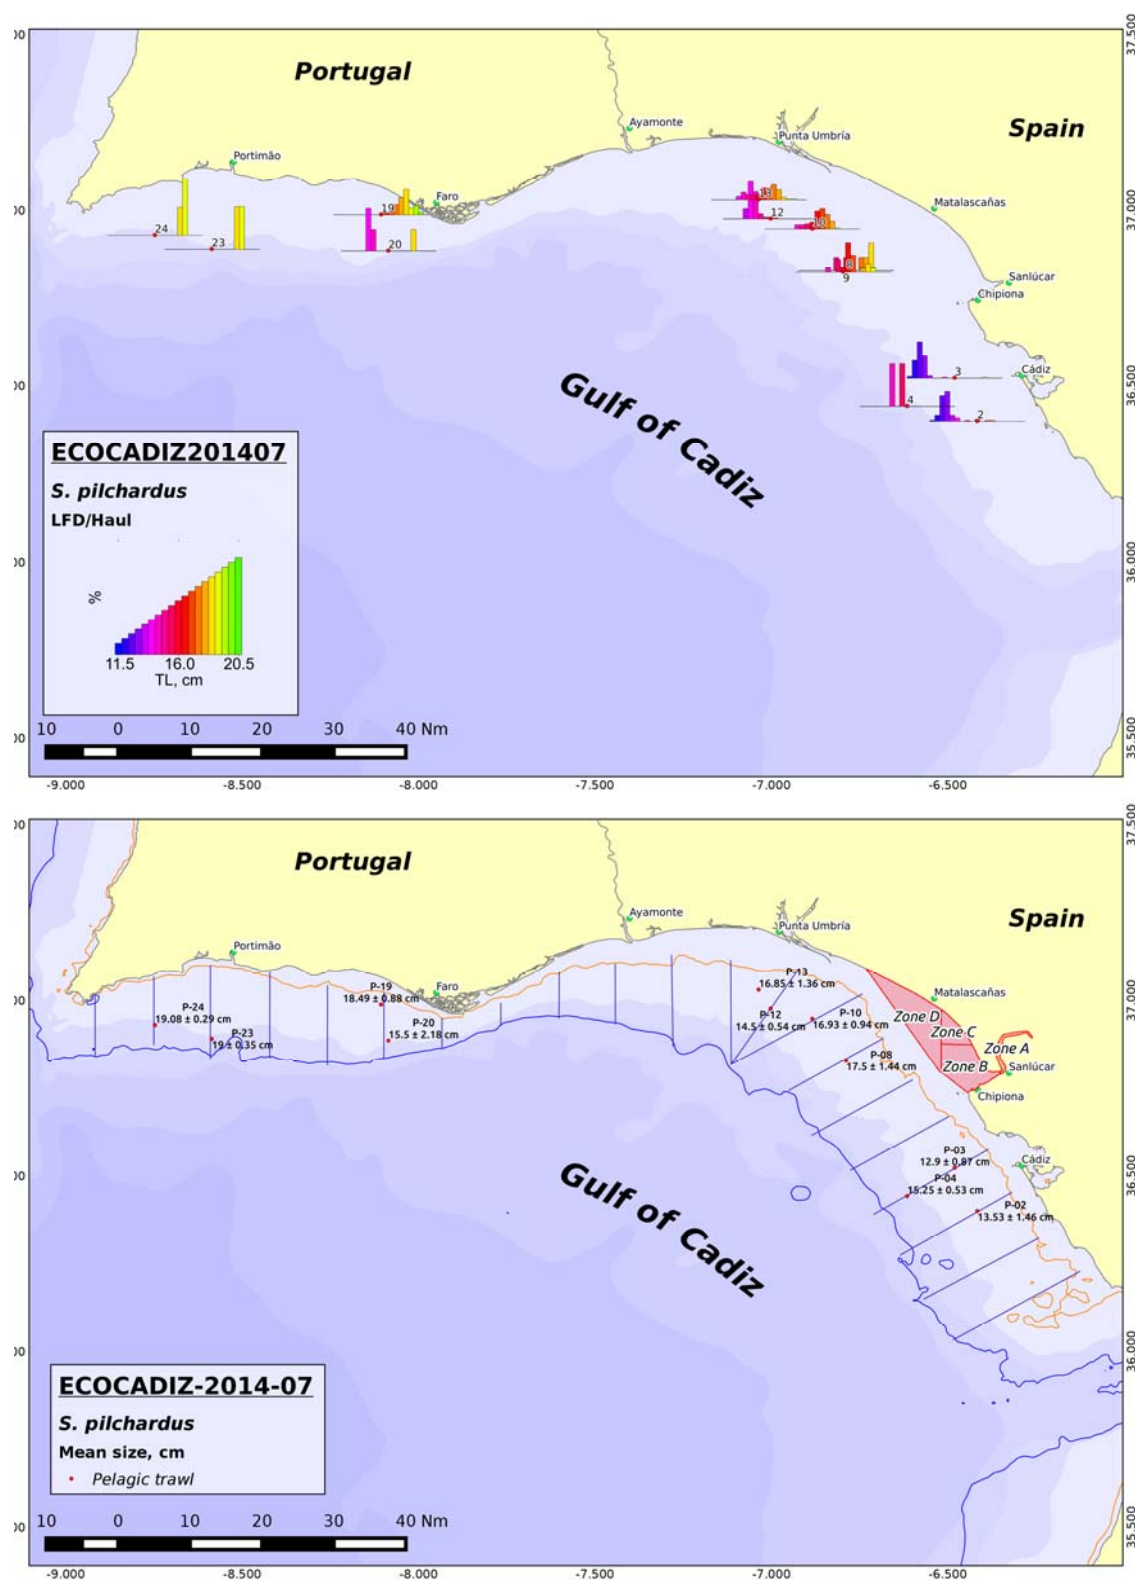 37.500
Portugal
Spain
Ayamonte
Punta Umbría
Portimão
Faro
Matalascañas
37.000
19
24
23
20
13
12
10
8
9
Sanlúcar
Chipiona
Cádiz
3
4
2
36.500
Gulf of Cadiz
ECOCADIZ201407
S. pilchardus
LFD/Haul
%
11.5 16.0 20.5
TL, cm
36.000
10 0 10 20 30 40 Nm
35.500
-9.000 -8.500 -8.000 -7.500 -7.000 -6.500
37.500
Portugal
Spain
Ayamonte
Punta Umbría
Portimão
Faro
Matalascañas
37.000
P-19
18.49 ± 0.88 cm
P-24
19.08 ± 0.29 cm
P-23
19 ± 0.35 cm
P-20
15.5 ± 2.18 cm
P-13
16.85 ± 1.36 cm
P-12
14.5 ± 0.54 cm
P-10
16.93 ± 0.94 cm
P-08
17.5 ± 1.44 cm
Zone D
Zone C
Zone A
Zone B
Sanlúcar
Chipiona
P-03
12.9 ± 0.87 cm
P-04
15.25 ± 0.53 cm
P-02
13.53 ± 1.46 cm
Cádiz
36.500
Gulf of Cadiz
ECOCADIZ-2014-07
S. pilchardus
Mean size, cm
Pelagic trawl
36.000
10 0 10 20 30 40 Nm
35.500
-9.000 -8.500 -8.000 -7.500 -7.000 -6.500